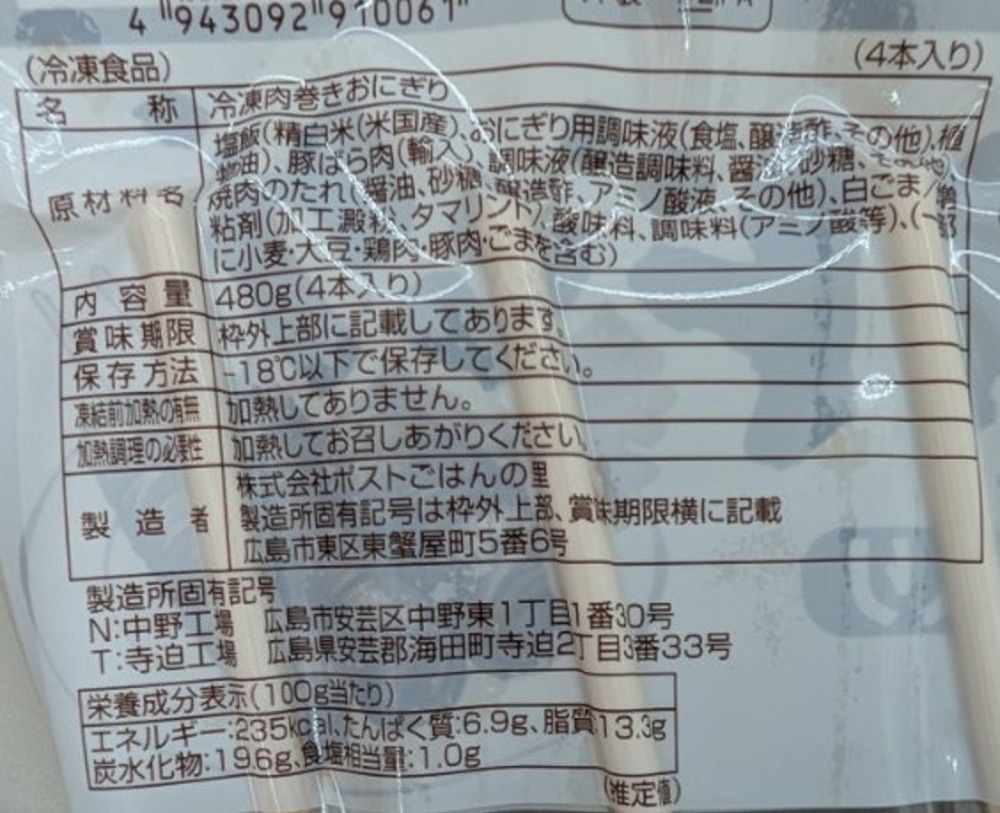 4 943092 910061
(冷凍食品)
(4本入り)
名 称 冷凍肉巻きおにぎり
原材料名 塩飯(精白米(米国産)、おにぎり用調味液(食塩、醸造酢、その他)、植
物油)、豚ばら肉(輸入)、調味液(醸造調味料、醤油、砂糖、その他)、
焼肉のたれ(醤油、砂糖、醸造酢、アミノ酸液、その他)、白ごま/増
粘剤(加工澱粉、タマリンド)、酸味料、調味料(アミノ酸等)、(一部
に小麦・大豆・鶏肉・豚肉・ごまを含む)
内容量 480g(4本入り)
賞味期限 枠外上部に記載してあります。
保存方法 -18℃以下で保存してください。
凍結前加熱の有無 加熱してありません。
加熱調理の必要性 加熱してお召しあがりください。
製造者 株式会社ポストごはんの里
製造所固有記号は枠外上部、賞味期限横に記載
広島市東区東蟹屋町5番6号
製造所固有記号
N:中野工場 広島市安芸区中野東1丁目1番30号
T:寺迫工場 広島県安芸郡海田町寺迫2丁目3番33号
栄養成分表示(100g当たり)
エネルギー:235kcal、たんぱく質:6.9g、脂質:13.3g
炭水化物:19.6g、食塩相当量:1.0g
(推定値)